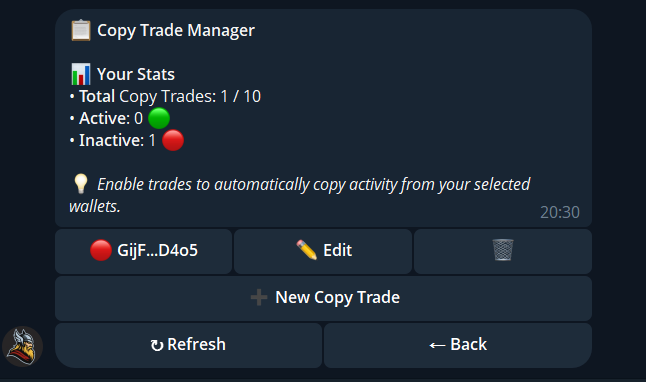 📋 Copy Trade Manager
📊 Your Stats
• Total Copy Trades: 1 / 10
• Active: 0 🟢
• Inactive: 1 🔴
💡 Enable trades to automatically copy activity from your selected
wallets.
20:30
🔴 GijF...D4o5
✏️ Edit
🗑️
➕ New Copy Trade
↻ Refresh
← Back